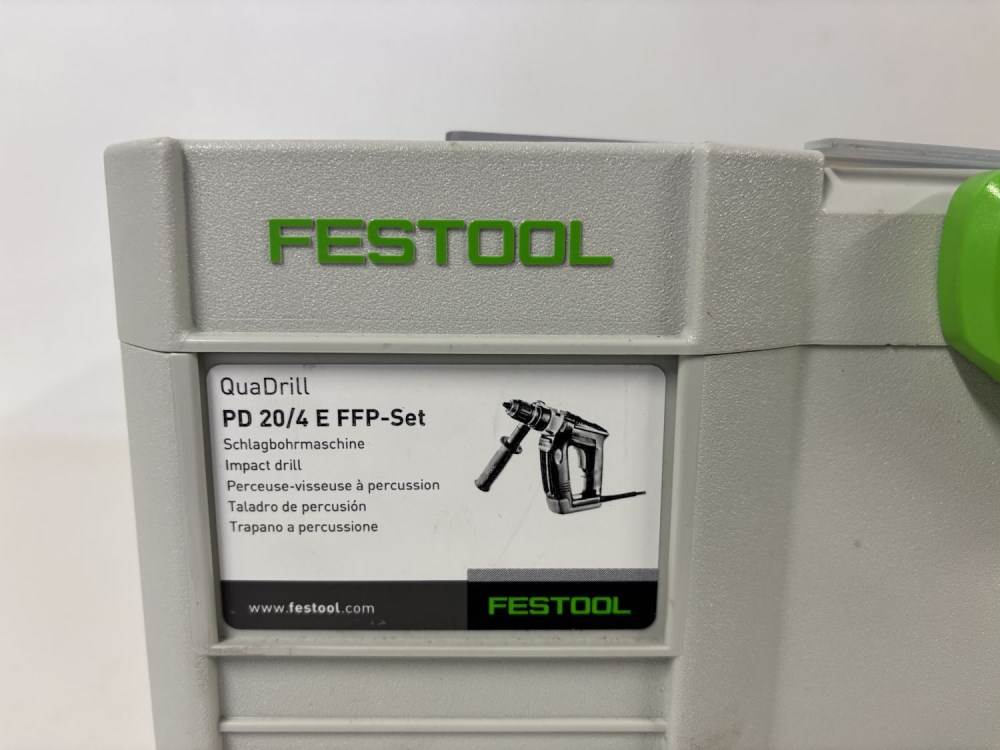 FESTOOL
QuaDrill
PD 20/4 E FFP-Set
Schlagbohrmaschine
Impact drill
Perceuse-visseuse à percussion
Taladro de percusión
Trapano a percussione
www.festool.com
FESTOOL